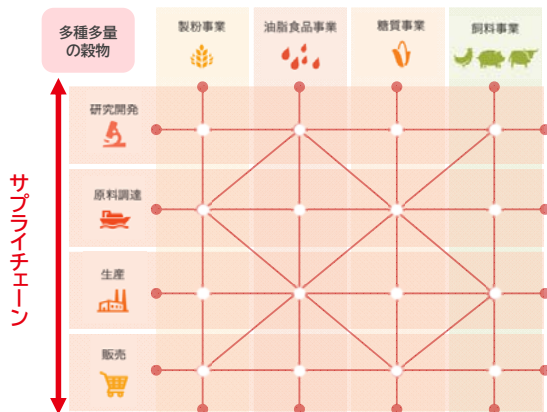 多種多量
の穀物
製粉事業
油脂食品事業
糖質事業
飼料事業
サプライチェーン
研究開発
原料調達
生産
販売